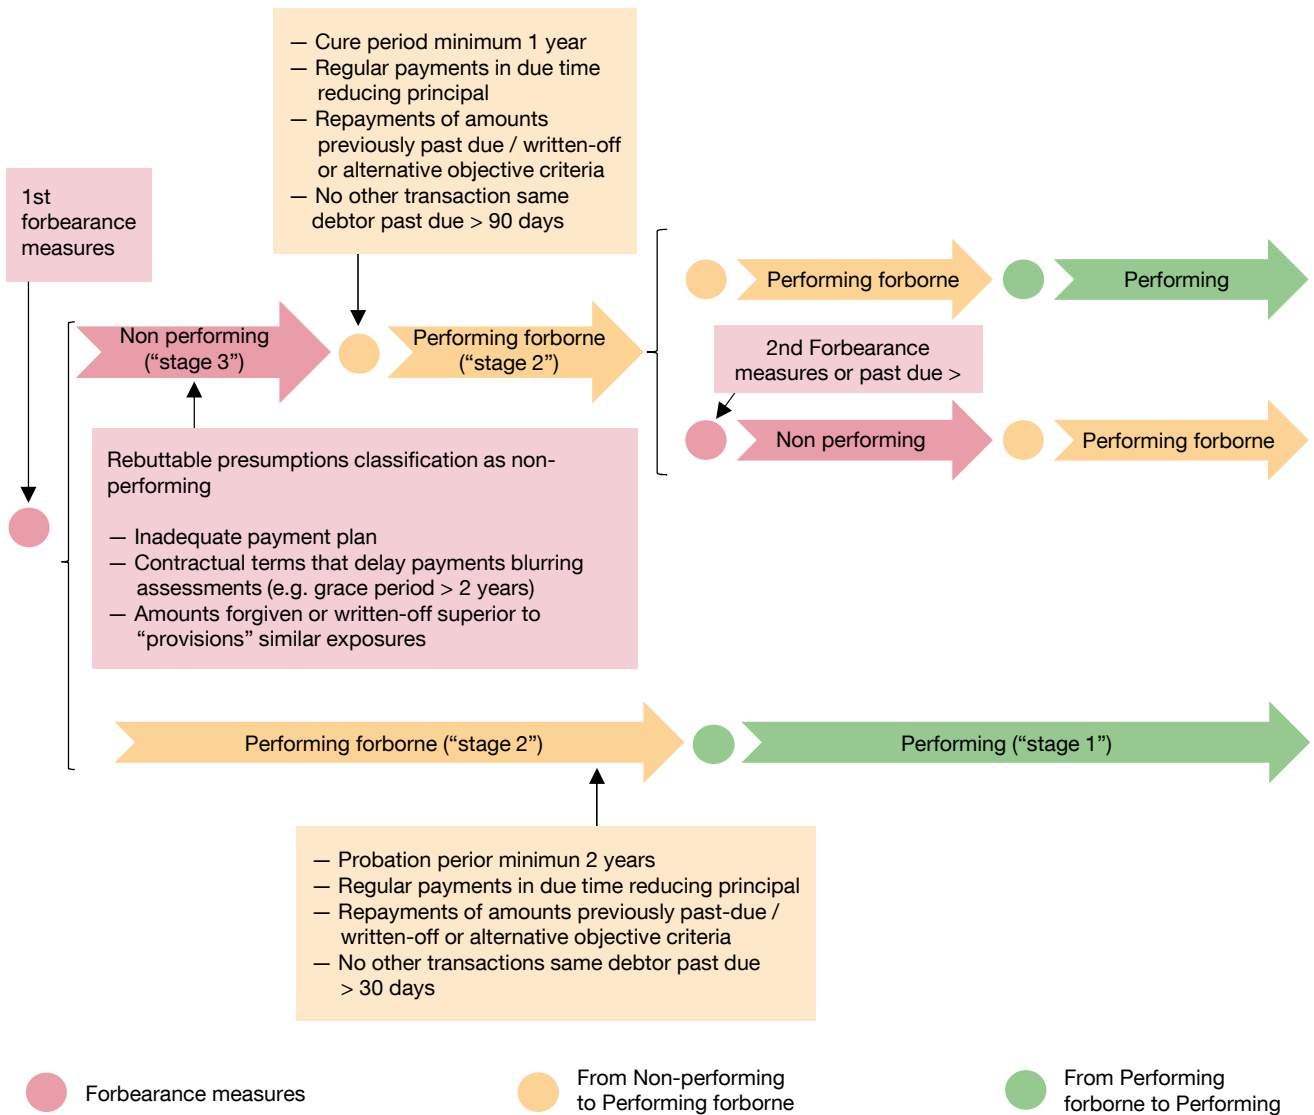 — Cure period minimum 1 year
— Regular payments in due time
reducing principal
— Repayments of amounts
previously past due / written-off
or alternative objective criteria
— No other transaction same
debtor past due > 90 days
1st
forbearance
measures
Non performing
(“stage 3”)
Performing forborne
(“stage 2”)
Performing forborne
Performing
2nd Forbearance
measures or past due >
Non performing
Performing forborne
Rebuttable presumptions classification as non-
performing
— Inadequate payment plan
— Contractual terms that delay payments blurring
assessments (e.g. grace period > 2 years)
— Amounts forgiven or written-off superior to
“provisions” similar exposures
Performing forborne (“stage 2”)
Performing (“stage 1”)
— Probation perior minimun 2 years
— Regular payments in due time reducing principal
— Repayments of amounts previously past-due /
written-off or alternative objective criteria
— No other transactions same debtor past due
> 30 days
Forbearance measures
From Non-performing
to Performing forborne
From Performing
forborne to Performing